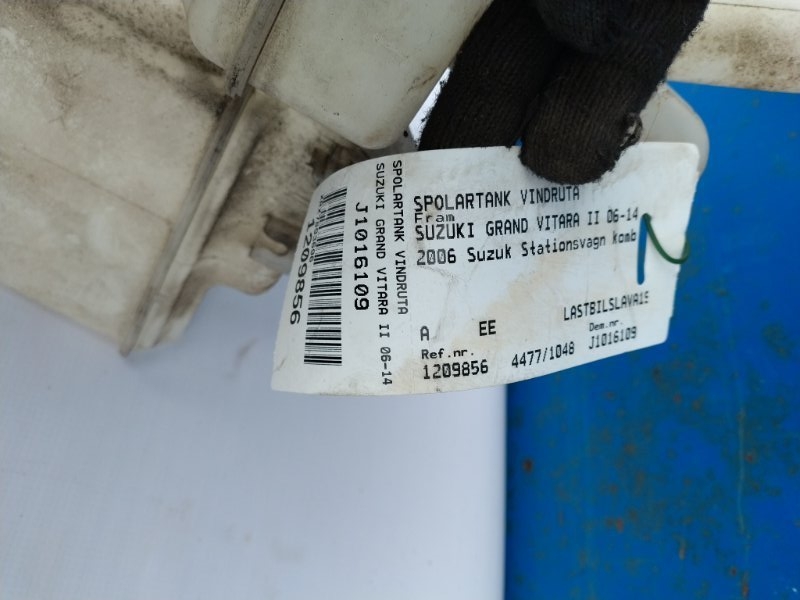 SPOLARTANK VINDRUTA
Fram
SUZUKI GRAND VITARA II 06-14
2006 Suzuk Stationsvagn komb
A EE LASTBILSLAVA15
Ref.nr. Dem.nr.
1209856 4477/1048 J1016109
SPOLARTANK VINDRUTA
SUZUKI GRAND VITARA II 06-14
J1016109
1209856